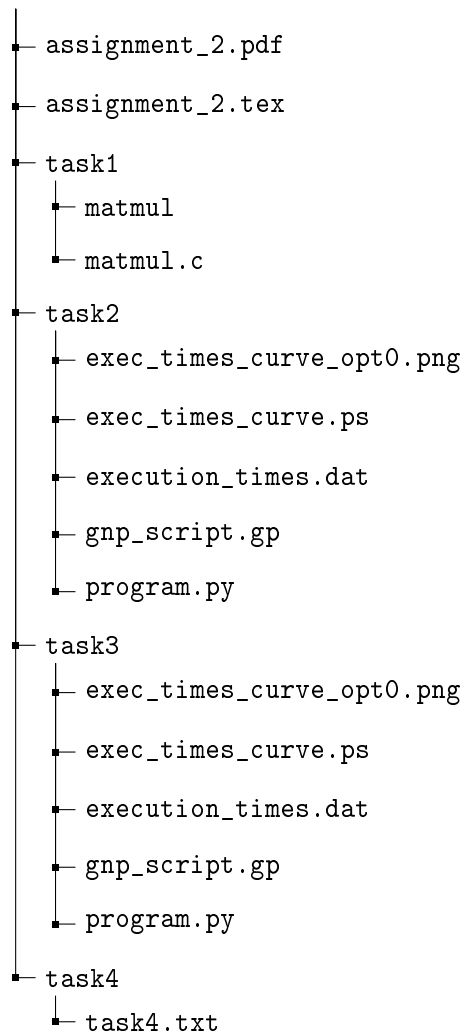 assignment_2.pdf
assignment_2.tex
task1
matmul
matmul.c
task2
exec_times_curve_opt0.png
exec_times_curve.ps
execution_times.dat
gnp_script.gp
program.py
task3
exec_times_curve_opt0.png
exec_times_curve.ps
execution_times.dat
gnp_script.gp
program.py
task4
task4.txt